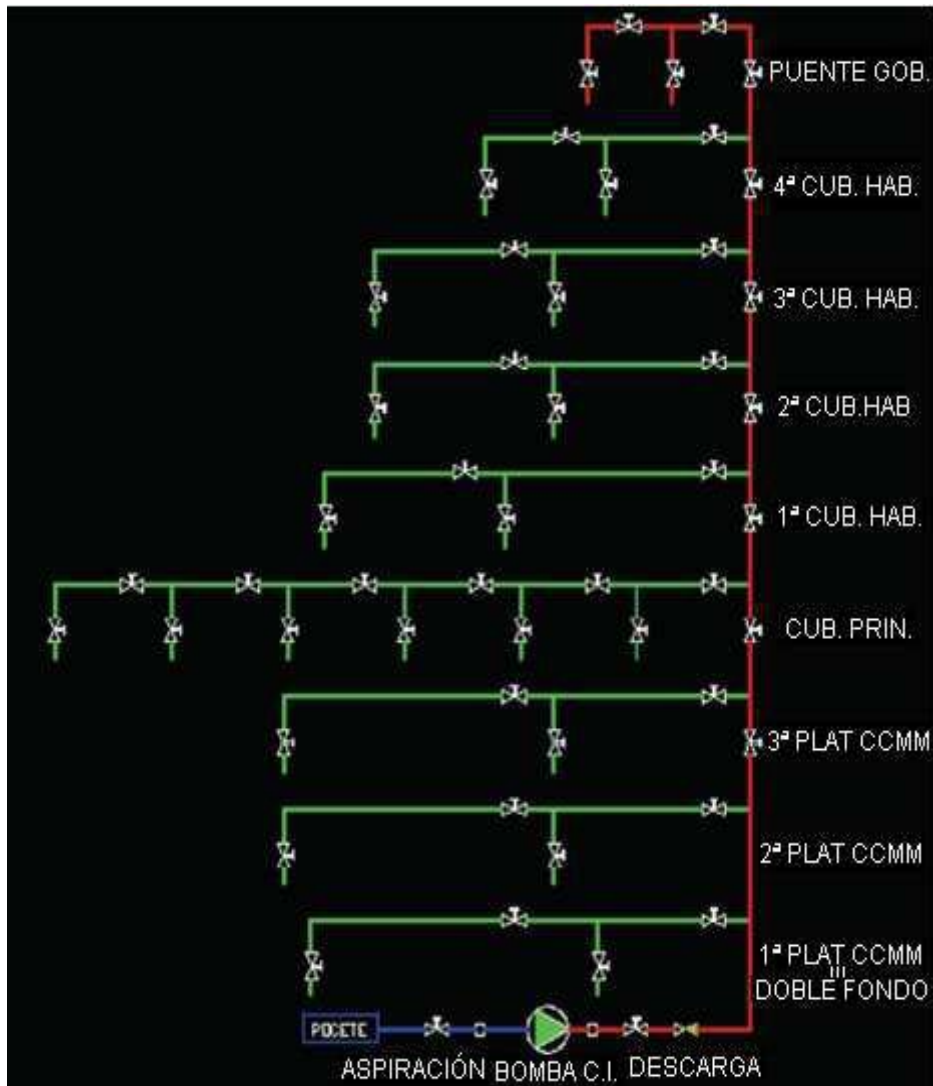 PUENTE GOB.
4ª CUB. HAB.
3ª CUB. HAB.
2ª CUB.HAB
1ª CUB. HAB.
CUB. PRIN.
3ª PLAT CCMM
2ª PLAT CCMM
1ª PLAT CCMM
DOBLE FONDO
POCETE
ASPIRACIÓN BOMBA C.I. DESCARGA